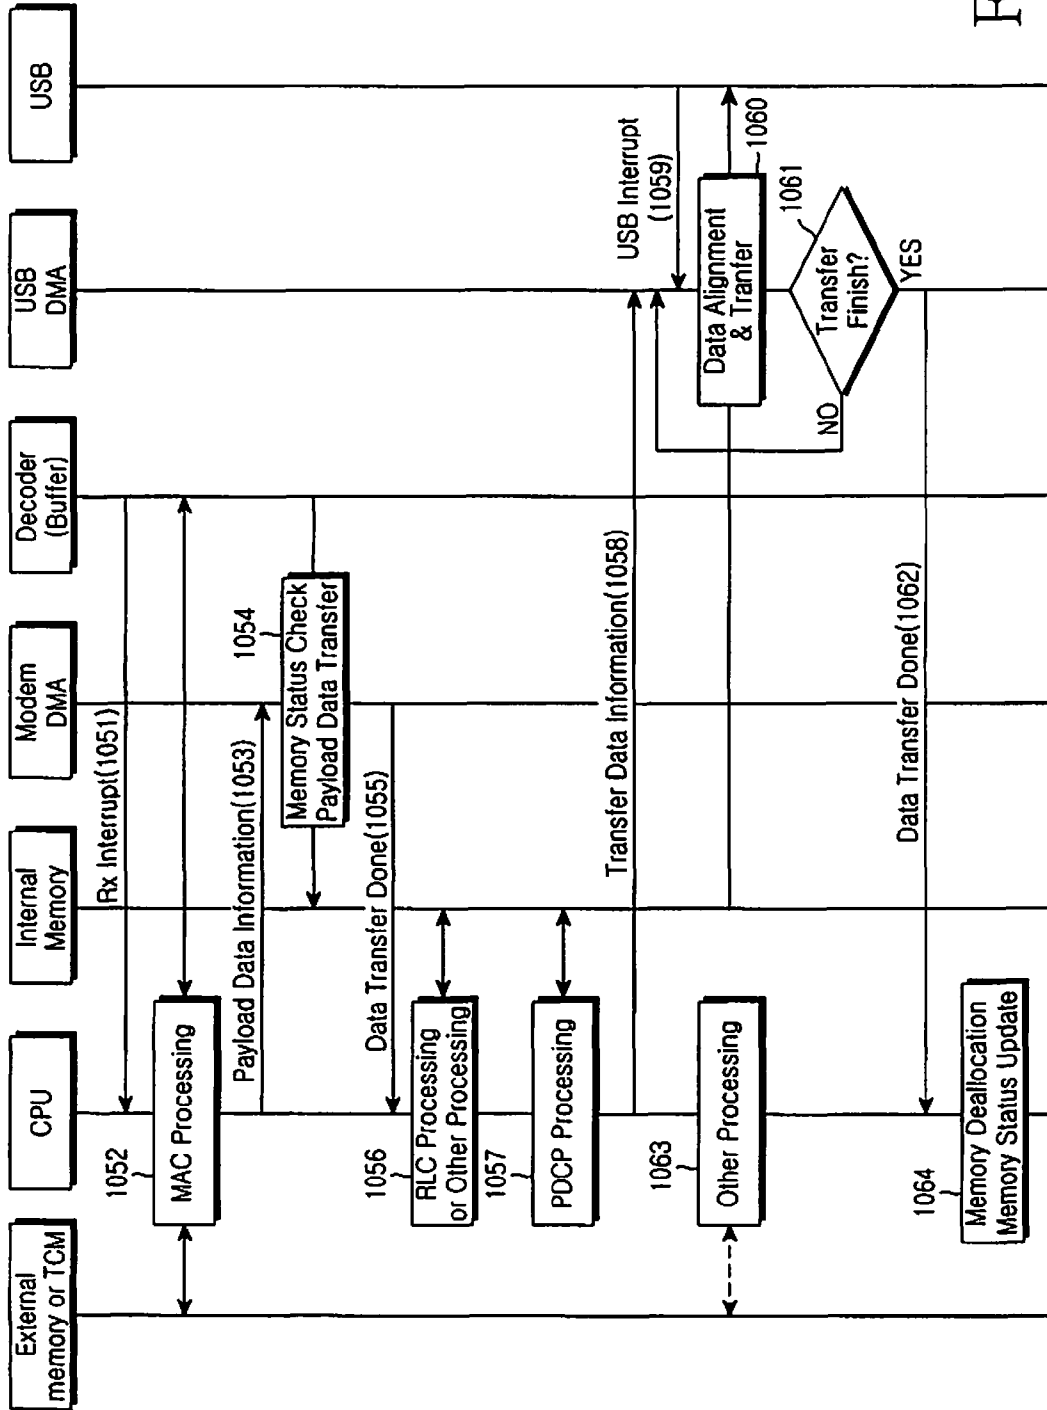 External
memory or TCM
CPU
Internal
Memory
Modem
DMA
Decoder
(Buffer)
USB
DMA
USB
Rx Interrupt(1051)
1052
MAC Processing
Payload Data Information(1053)
1054
Memory Status Check
Payload Data Transfer
Data Transfer Done(1055)
1056
RLC Processing
or Other Processing
1057
PDCP Processing
Transfer Data Information(1058)
USB Interrupt
(1059)
1063
Other Processing
Data Alignment
& Tranfer
1060
1061
Transfer
Finish?
NO
YES
Data Transfer Done(1062)
1064
Memory Deallocation
Memory Status Update
F